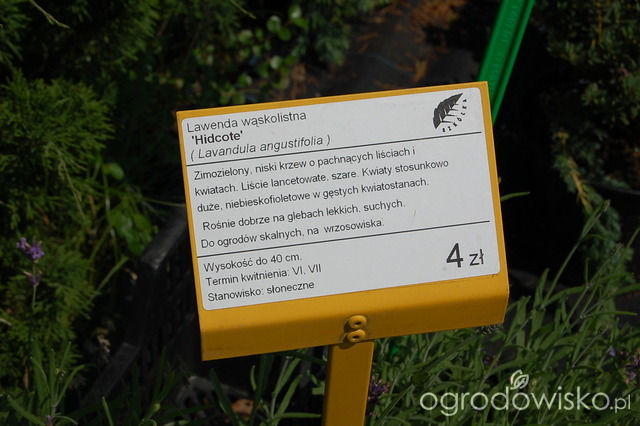 Lawenda wąskolistna
'Hidcote'
( Lavandula angustifolia )
Zimozielony, niski krzew o pachnących liściach i
kwiatach. Liście lancetowate, szare. Kwiaty stosunkowo
duże, niebieskofioletowe w gęstych kwiatostanach.
Rośnie dobrze na glebach lekkich, suchych.
Do ogrodów skalnych, na wrzosowiska.
Wysokość do 40 cm.
Termin kwitnienia: VI, VII
Stanowisko: słoneczne
4 zł
ogrodowisko.pl